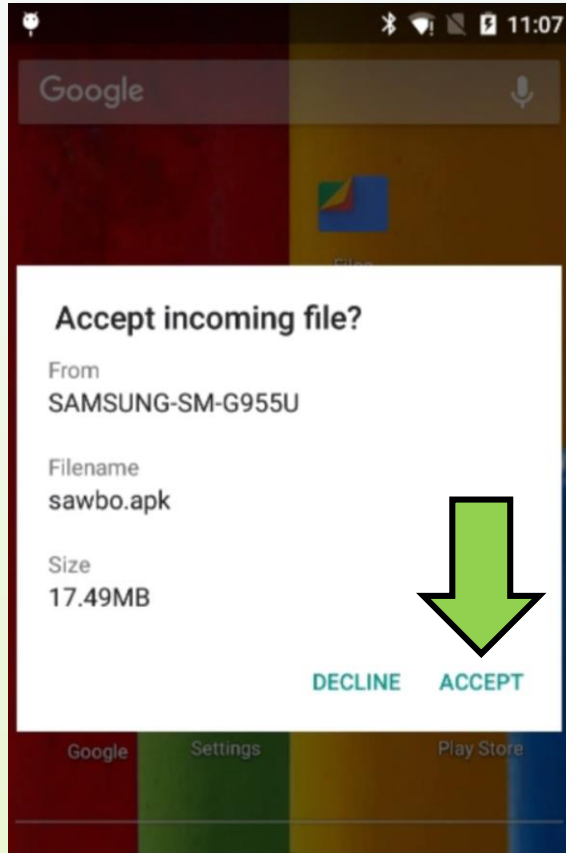 11:07
Google
Files
Accept incoming file?
From
SAMSUNG-SM-G955U
Filename
sawbo.apk
Size
17.49MB
DECLINE ACCEPT
Google Settings Play Store